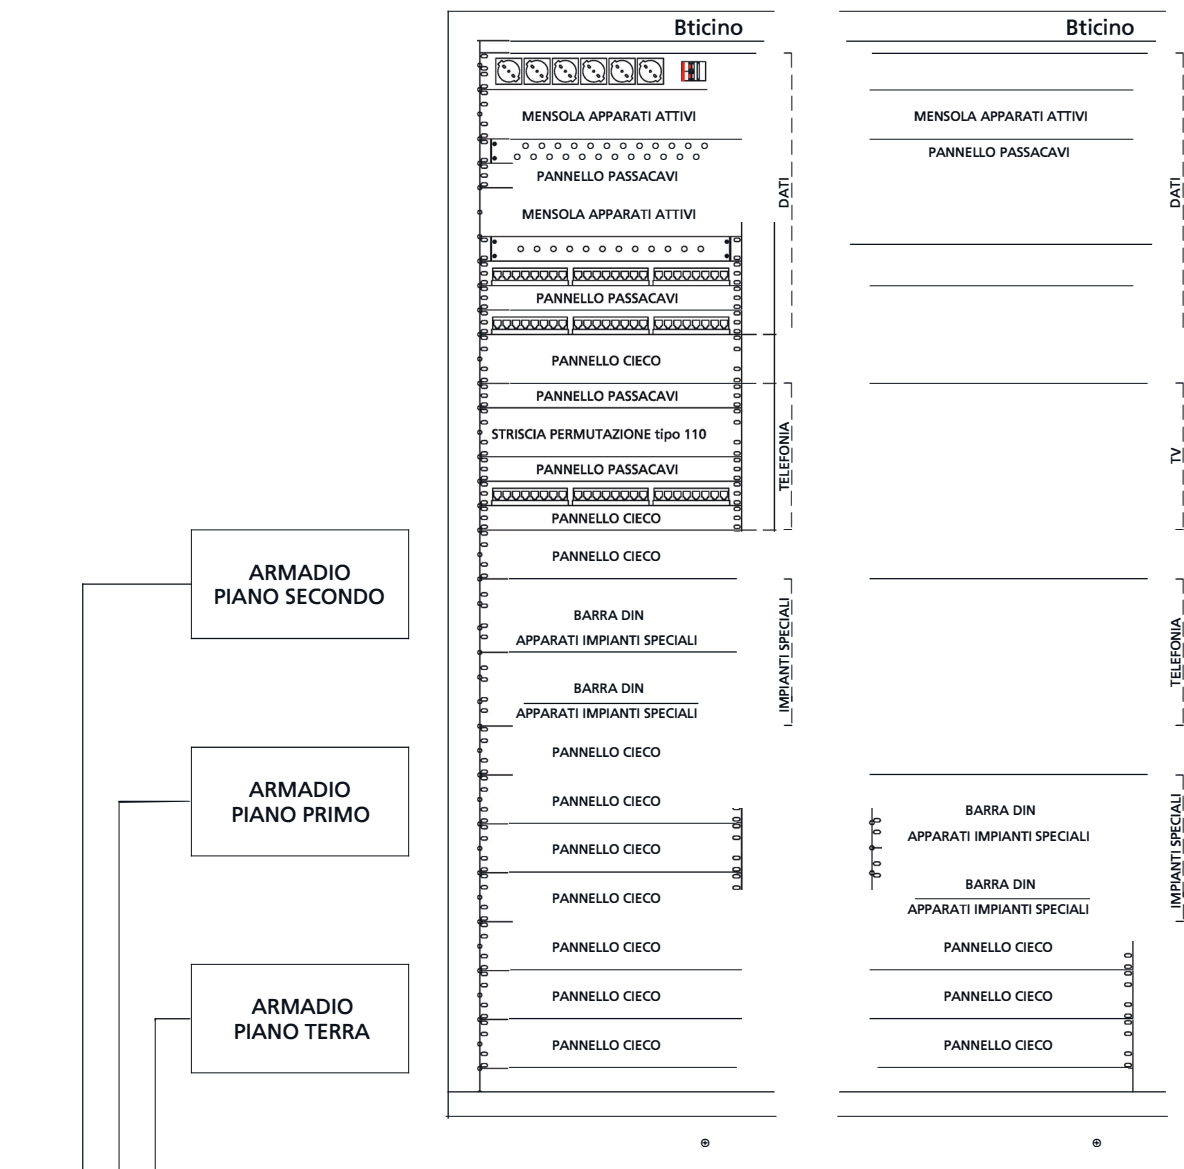 Bticino
MENSOLA APPARATI ATTIVI
PANNELLO PASSACAVI
MENSOLA APPARATI ATTIVI
PANNELLO PASSACAVI
PANNELLO CIECO
PANNELLO PASSACAVI
STRISCIA PERMUTAZIONE tipo 110
PANNELLO PASSACAVI
PANNELLO CIECO
PANNELLO CIECO
BARRA DIN
APPARATI IMPIANTI SPECIALI
BARRA DIN
APPARATI IMPIANTI SPECIALI
PANNELLO CIECO
PANNELLO CIECO
PANNELLO CIECO
PANNELLO CIECO
PANNELLO CIECO
PANNELLO CIECO
PANNELLO CIECO
DATI
TELEFONIA
IMPIANTI SPECIALI
Bticino
MENSOLA APPARATI ATTIVI
PANNELLO PASSACAVI
BARRA DIN
APPARATI IMPIANTI SPECIALI
BARRA DIN
APPARATI IMPIANTI SPECIALI
PANNELLO CIECO
PANNELLO CIECO
PANNELLO CIECO
DATI
TV
TELEFONIA
IMPIANTI SPECIALI
ARMADIO
PIANO SECONDO
ARMADIO
PIANO PRIMO
ARMADIO
PIANO TERRA